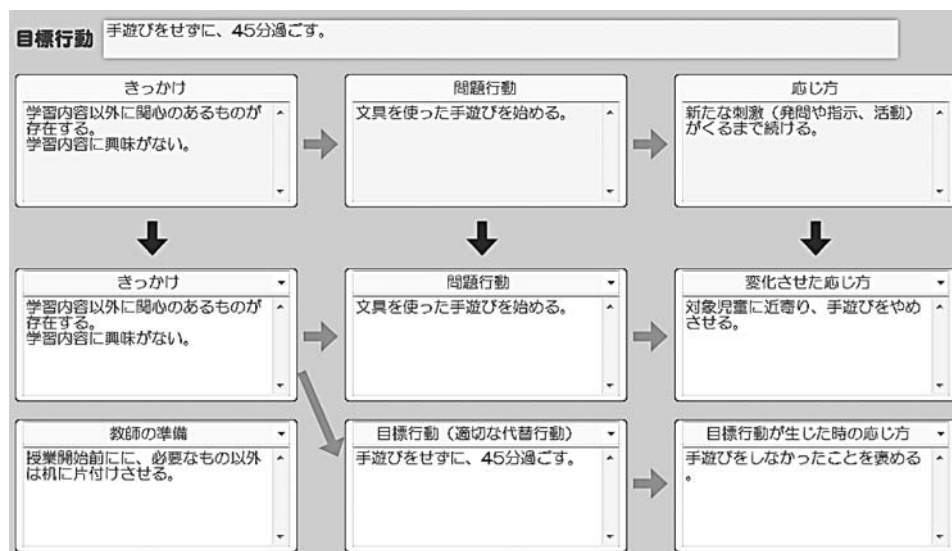 目標行動
手遊びをせずに、45分過ごす。
きっかけ
学習内容以外に関心のあるものが
存在する。
学習内容に興味がない。
問題行動
文具を使った手遊びを始める。
応じ方
新たな刺激（発問や指示、活動）
がくるまで続ける。
きっかけ
学習内容以外に関心のあるものが
存在する。
学習内容に興味がない。
問題行動
文具を使った手遊びを始める。
変化させた応じ方
対象児童に近寄り、手遊びをやめ
させる。
教師の準備
授業開始前にに、必要なもの以外
は机に片付けさせる。
目標行動（適切な代替行動）
手遊びをせずに、45分過ごす。
目標行動が生じた時の応じ方
手遊びをしなかったことを褒める
。